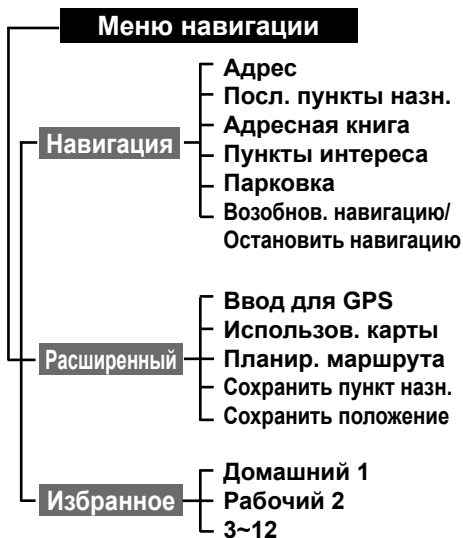 Меню навигации
Навигация
Адрес
Посл. пункты назн.
Адресная книга
Пункты интереса
Парковка
Возобнов. навигацию/
Остановить навигацию
Расширенный
Ввод для GPS
Использов. карты
Планир. маршрута
Сохранить пункт назн.
Сохранить положение
Избранное
Домашний 1
Рабочий 2
3~12